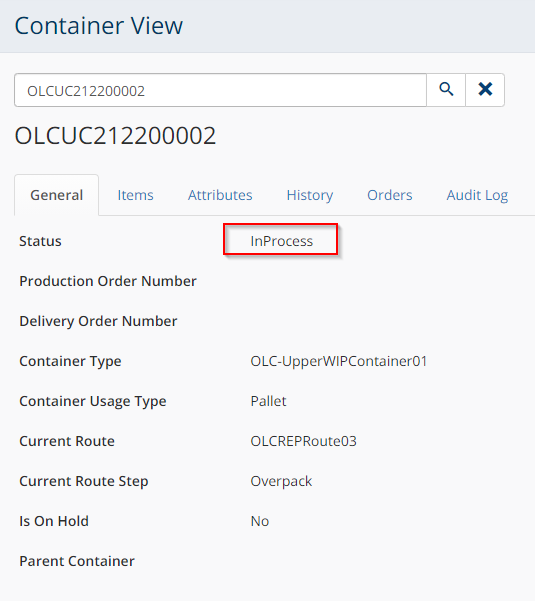 Container View
OLCUC212200002
OLCUC212200002
General Items Attributes History Orders Audit Log
Status InProcess
Production Order Number
Delivery Order Number
Container Type OLC-UpperWIPContainer01
Container Usage Type Pallet
Current Route OLCREPRoute03
Current Route Step Overpack
Is On Hold No
Parent Container